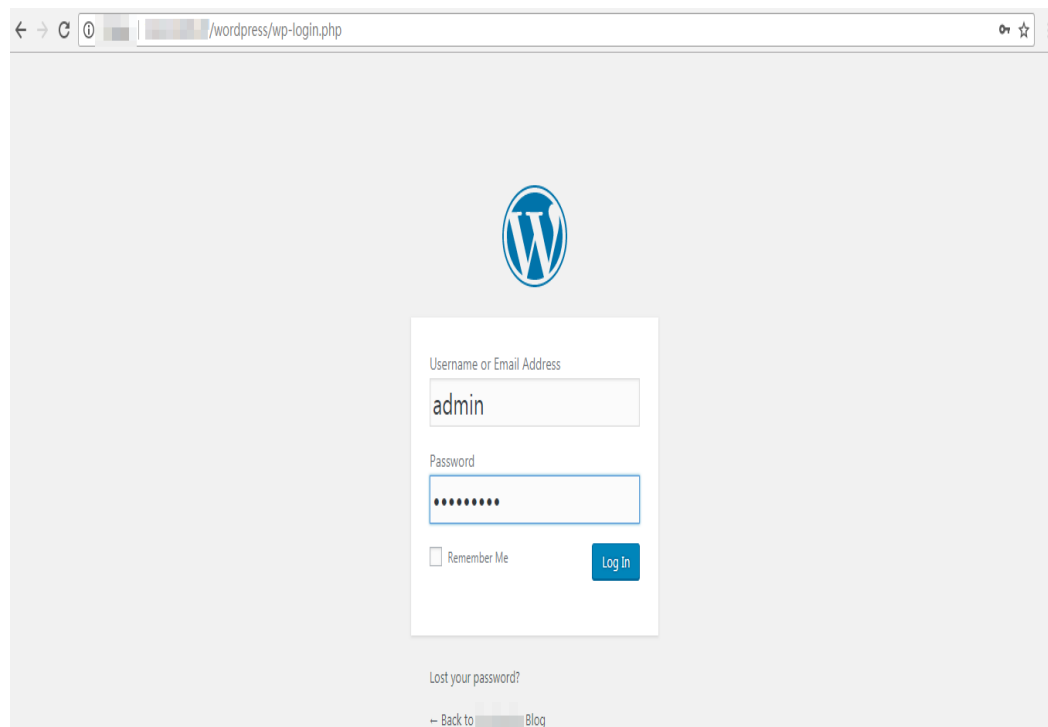 /wordpress/wp-login.php
Username or Email Address
admin
Password
•••••••••
Remember Me
Log In
Lost your password?
← Back to Blog